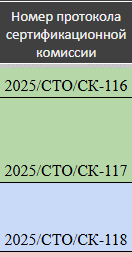 Номер протокола
сертификационной
комиссии
2025/СТО/СК-116
2025/СТО/СК-117
2025/СТО/СК-118